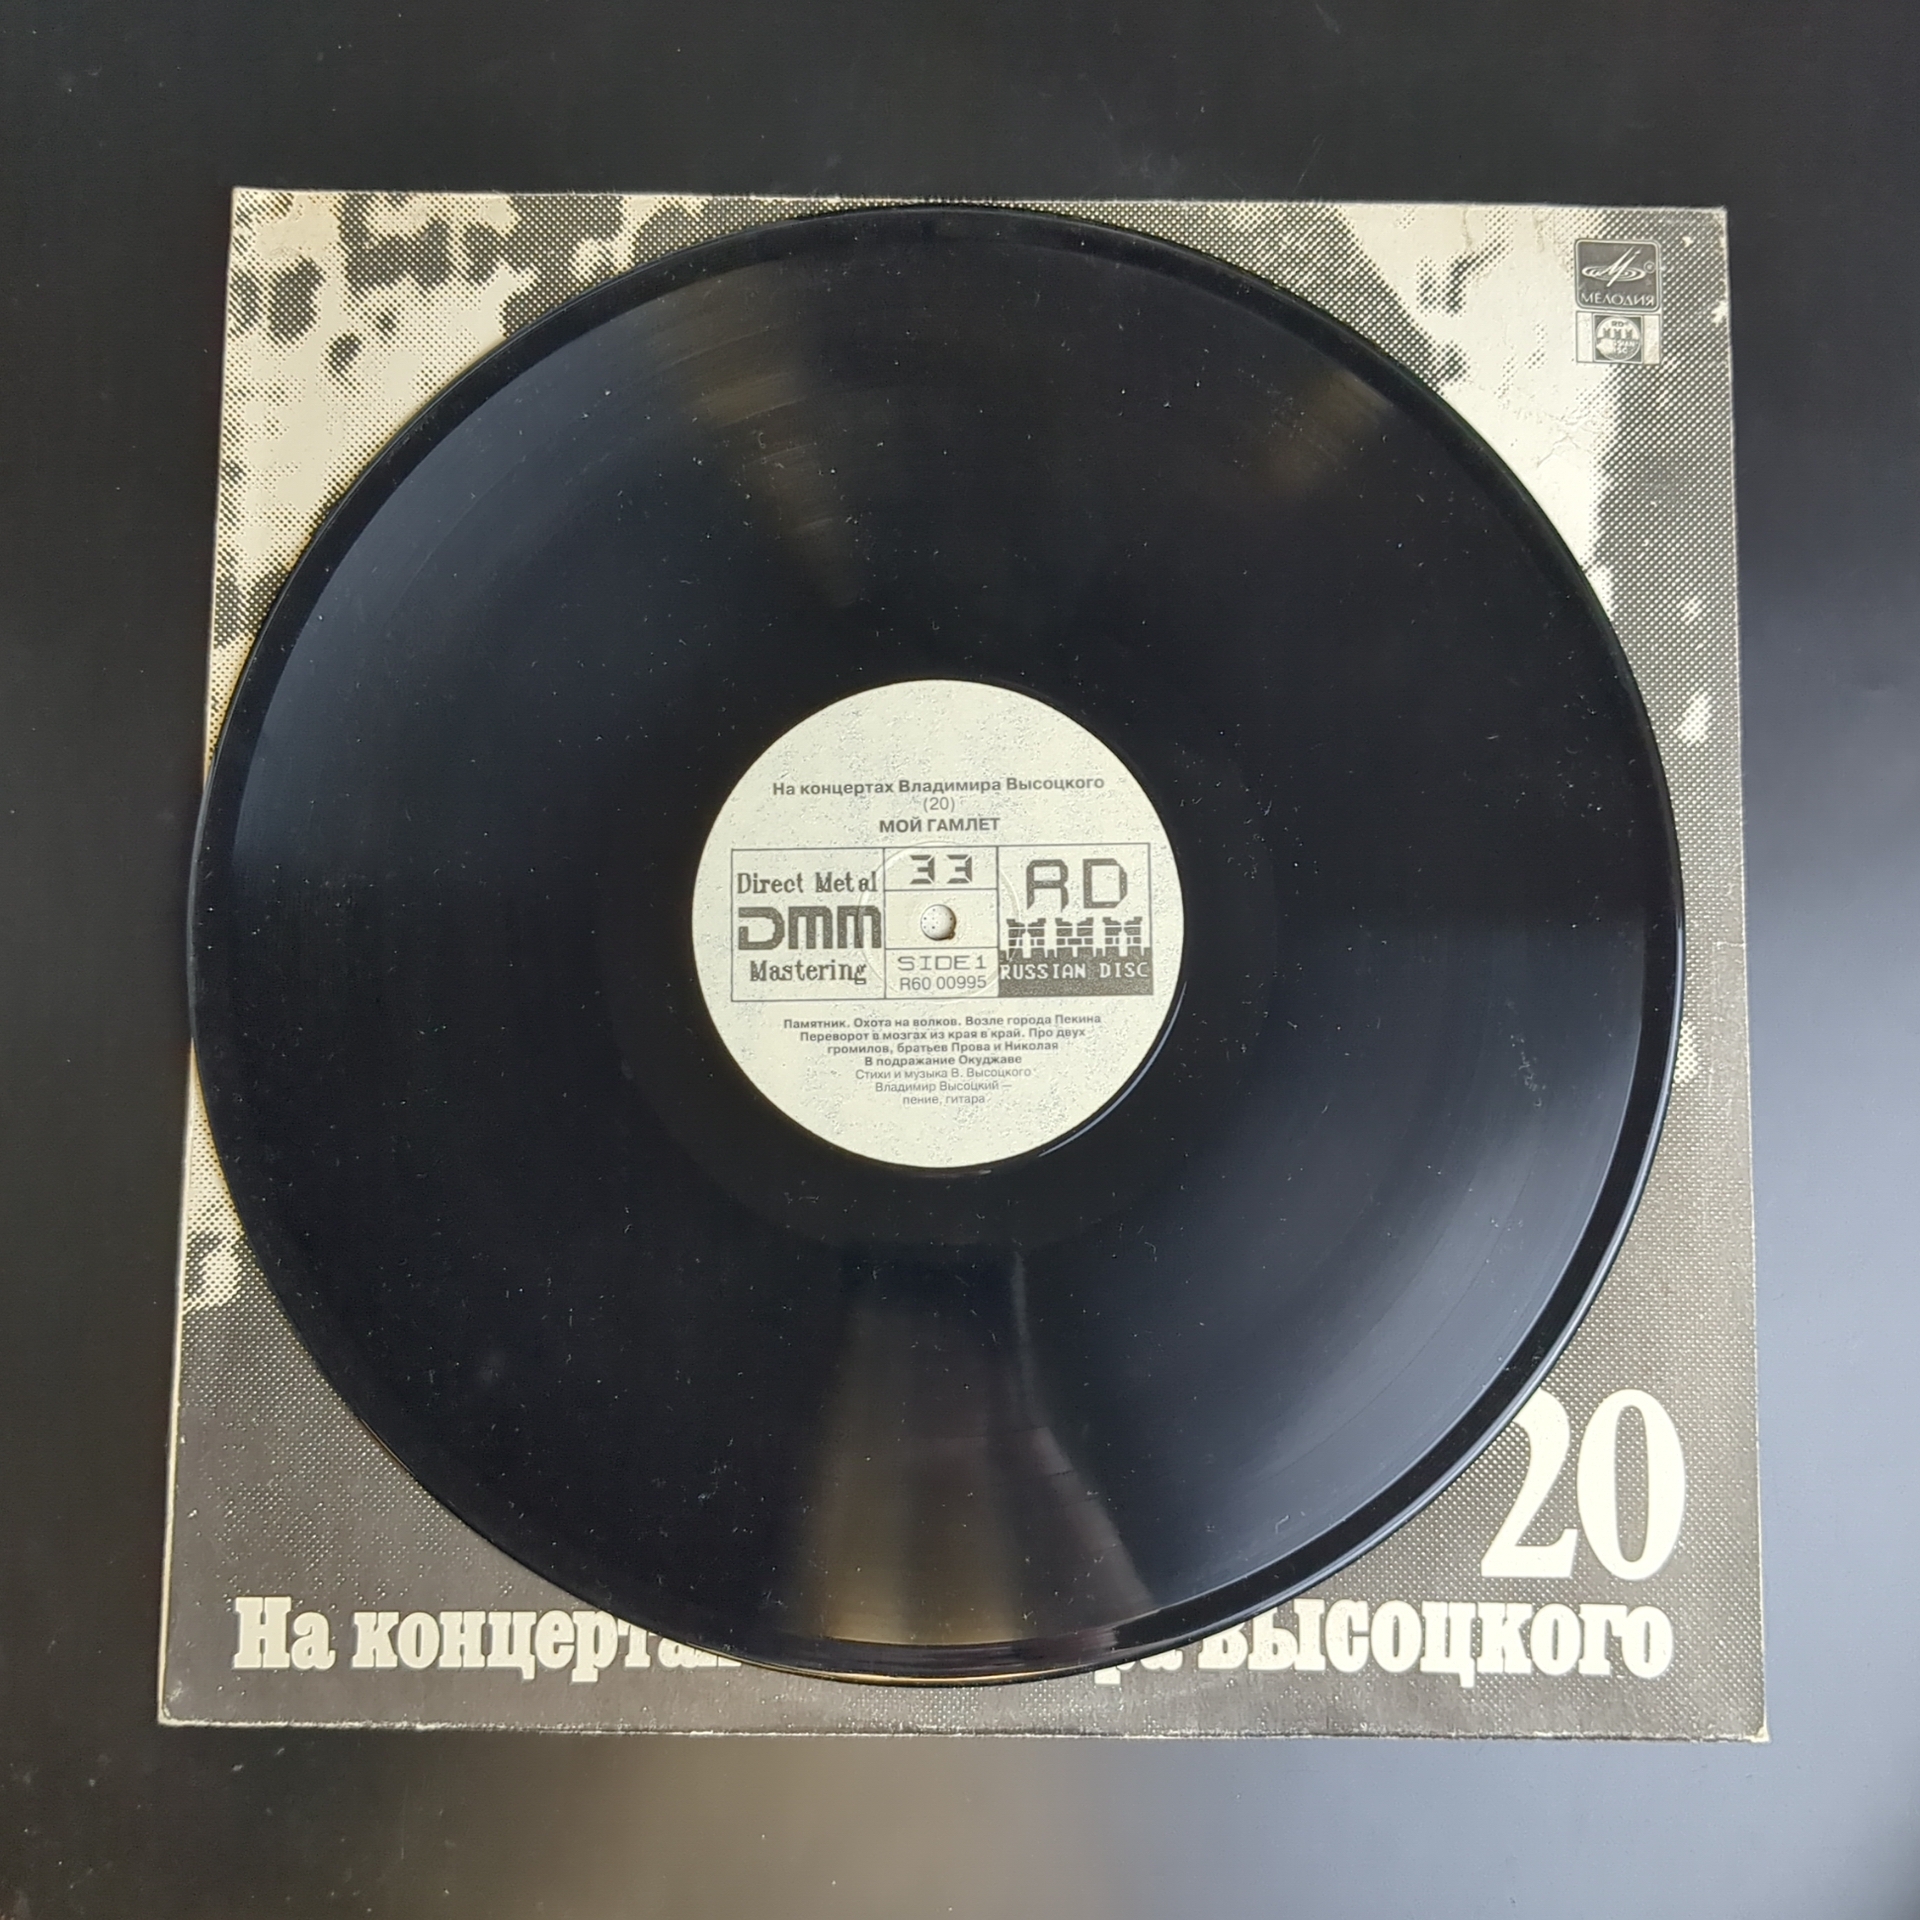 МЕЛОДИЯ
RD
DISC
На концертах Владимира Высоцкого
(20)
МОЙ ГАМЛЕТ
Direct Metal
DMM
Mastering
33
SIDE 1
R60 00995
RD
RUSSIAN DISC
Памятник. Охота на волков. Возле города Пекина
Переворот в мозгах из края в край. Про двух
громилов, братьев Прова и Николая
В подражание Окуджаве
Стихи и музыка В. Высоцкого
Владимир Высоцкий —
пение, гитара
20
На концерта ра Высоцкого